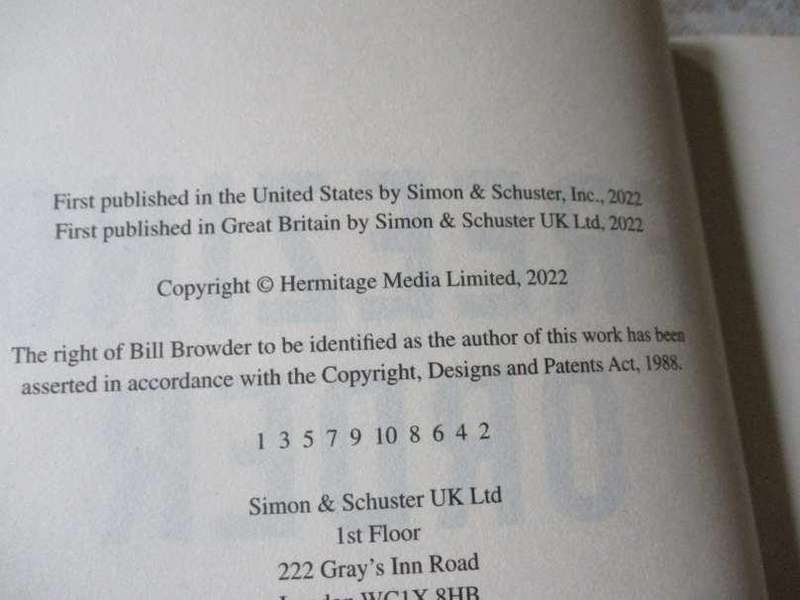 First published in the United States by Simon & Schuster, Inc., 2022
First published in Great Britain by Simon & Schuster UK Ltd, 2022
Copyright © Hermitage Media Limited, 2022
The right of Bill Browder to be identified as the author of this work has been
asserted in accordance with the Copyright, Designs and Patents Act, 1988.
1 3 5 7 9 10 8 6 4 2
Simon & Schuster UK Ltd
1st Floor
222 Gray's Inn Road
London WC1X 8HB